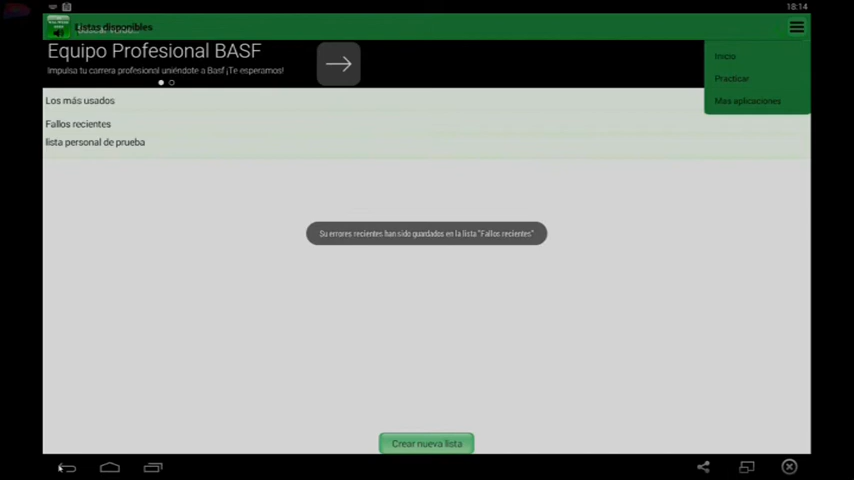 18:14
Listas disponibles
Equipo Profesional BASF
Impulsa tu carrera profesional uniéndote a Basf ¡Te esperamos!
Inicio
Practicar
Mas aplicaciones
Los más usados
Fallos recientes
lista personal de prueba
Su errores recientes han sido guardados en la lista "Fallos recientes"
Crear nueva lista